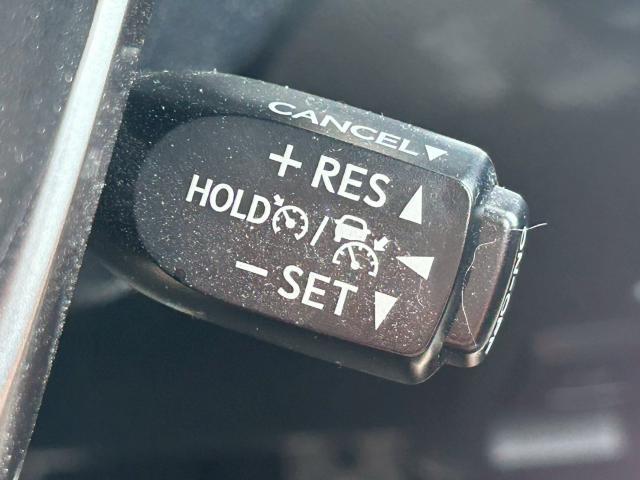 CANCEL▼
+ RES ▲
HOLD / ◀
− SET ▼